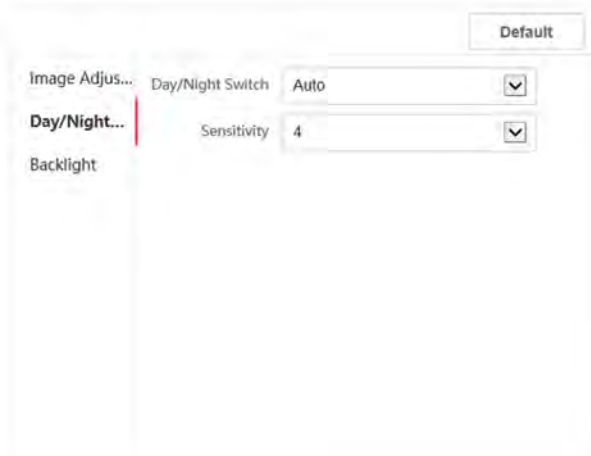 Default
Image Adjus...
Day/Night Switch Auto
Day/Night...
Sensitivity 4
Backlight